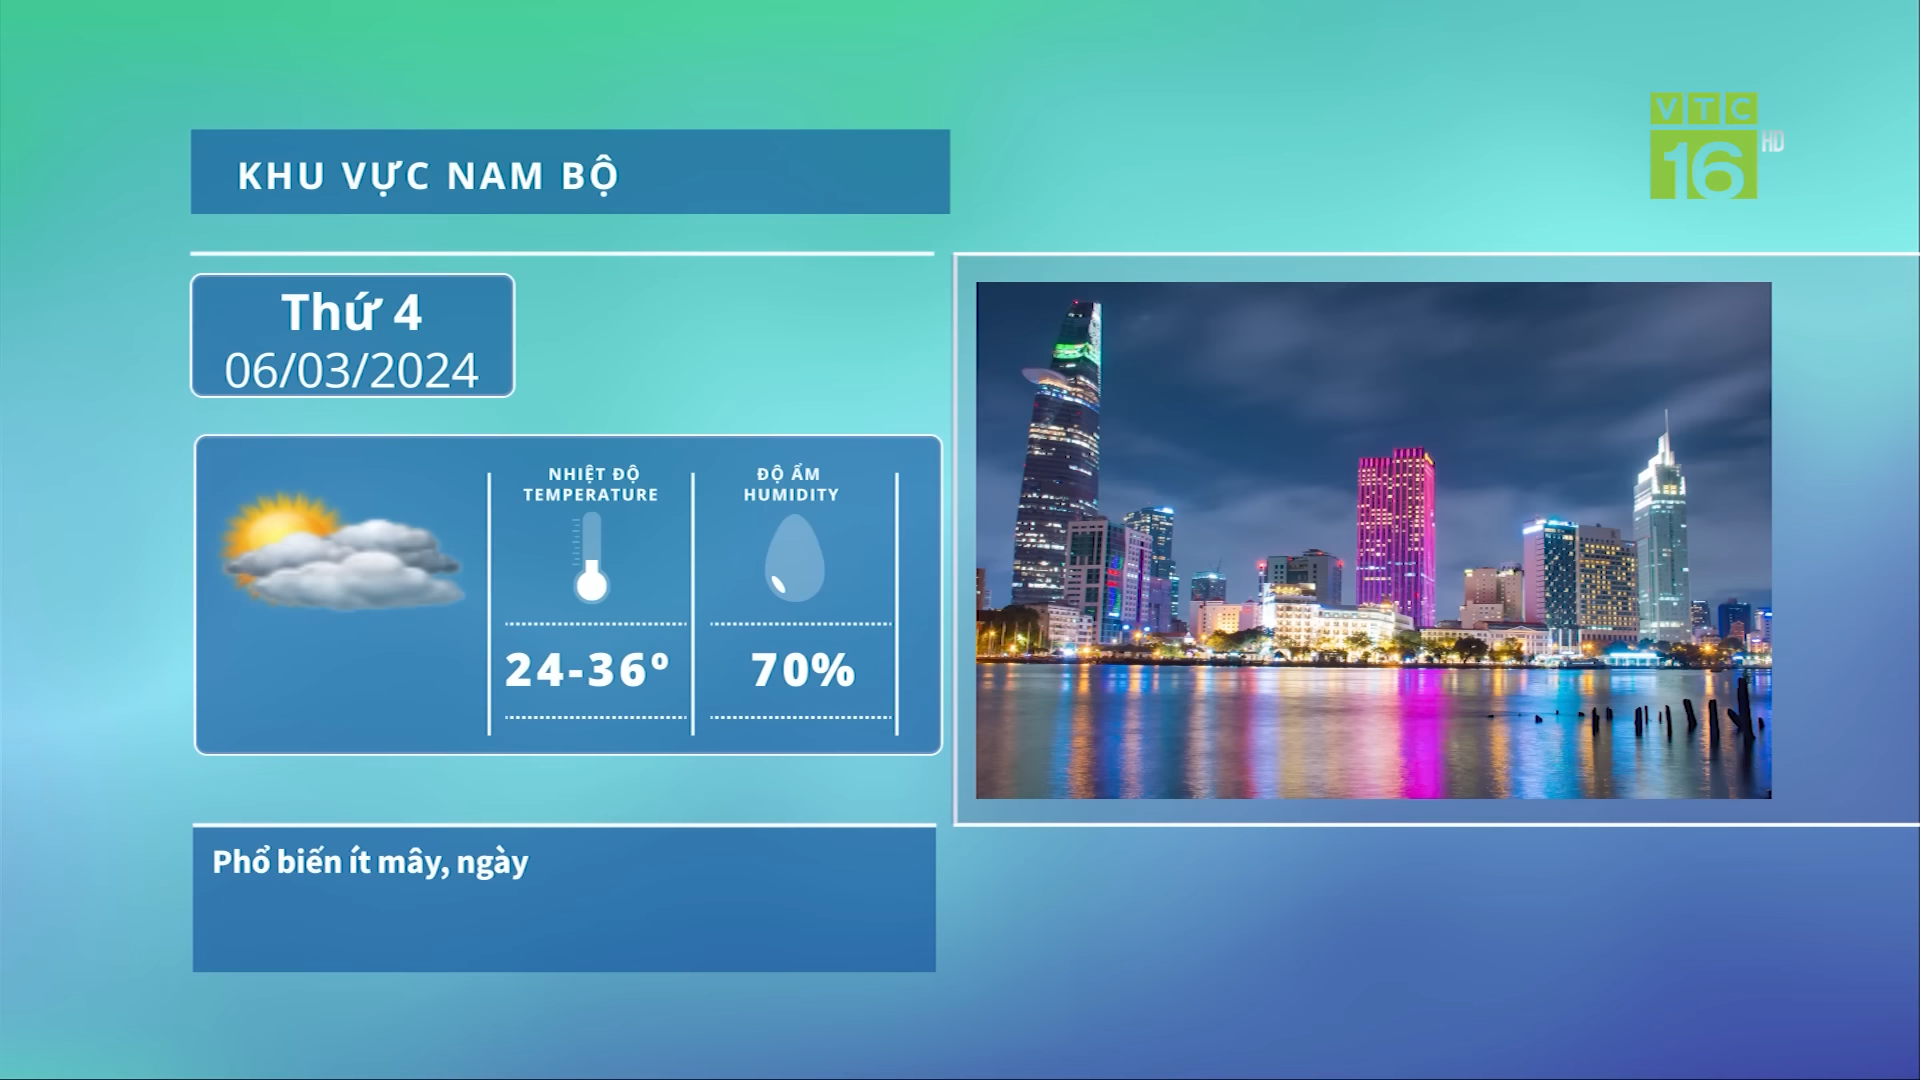 VTC
16
HD
KHU VỰC NAM BỘ
Thứ 4
06/03/2024
NHIỆT ĐỘ
TEMPERATURE
24-36º
ĐỘ ẨM
HUMIDITY
70%
Phổ biến ít mây, ngày